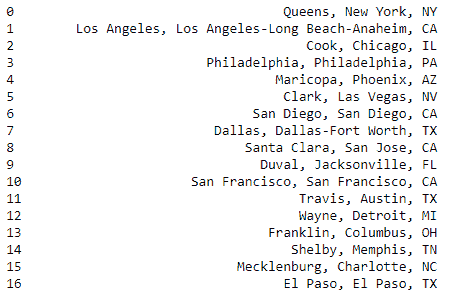 0 Queens, New York, NY
1 Los Angeles, Los Angeles-Long Beach-Anaheim, CA
2 Cook, Chicago, IL
3 Philadelphia, Philadelphia, PA
4 Maricopa, Phoenix, AZ
5 Clark, Las Vegas, NV
6 San Diego, San Diego, CA
7 Dallas, Dallas-Fort Worth, TX
8 Santa Clara, San Jose, CA
9 Duval, Jacksonville, FL
10 San Francisco, San Francisco, CA
11 Travis, Austin, TX
12 Wayne, Detroit, MI
13 Franklin, Columbus, OH
14 Shelby, Memphis, TN
15 Mecklenburg, Charlotte, NC
16 El Paso, El Paso, TX